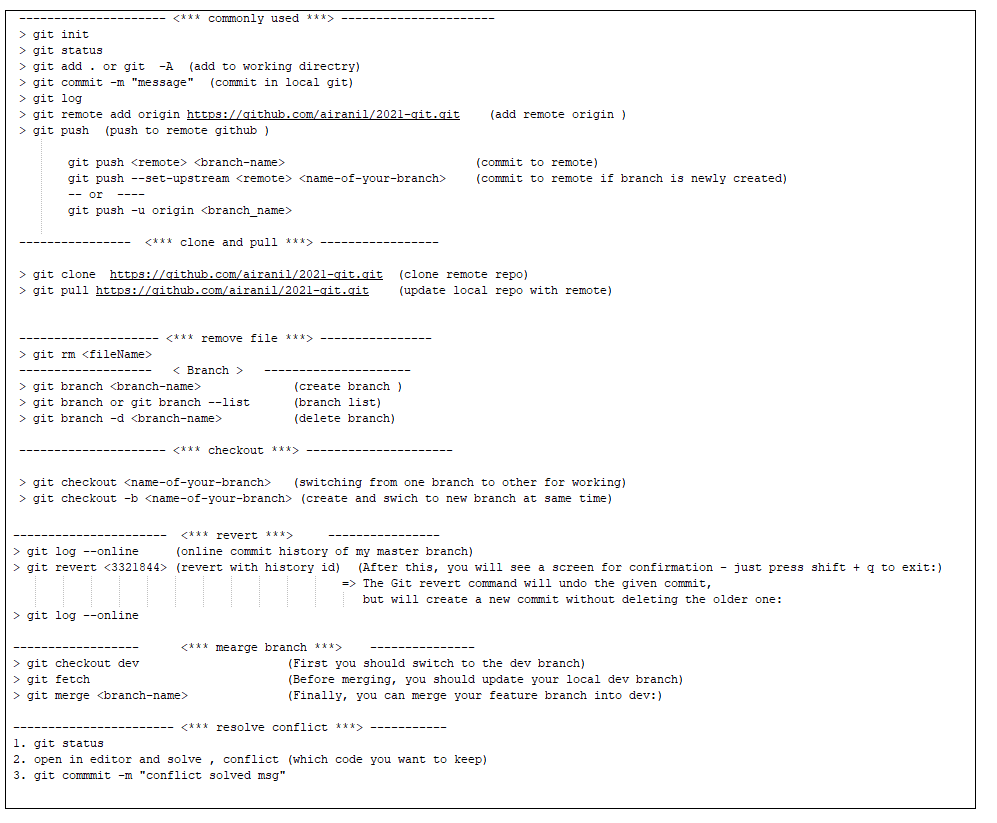 --------------------- <*** commonly used ***> ----------------------
> git init
> git status
> git add . or git  -A  (add to working directry)
> git commit -m "message"  (commit in local git)
> git log
> git remote add origin https://github.com/airanil/2021-git.git    (add remote origin )
> git push  (push to remote github )
git push <remote> <branch-name>                           (commit to remote)
git push --set-upstream <remote> <name-of-your-branch>    (commit to remote if branch is newly created)
-- or  ----
git push -u origin <branch_name>
----------------  <*** clone and pull ***> -----------------
> git clone  https://github.com/airanil/2021-git.git  (clone remote repo)
> git pull https://github.com/airanil/2021-git.git    (update local repo with remote)
-------------------- <*** remove file ***> ----------------
> git rm <fileName>
-------------------   < Branch >   ---------------------
> git branch <branch-name>             (create branch )
> git branch or git branch --list      (branch list)
> git branch -d <branch-name>          (delete branch)
--------------------- <*** checkout ***> ---------------------
> git checkout <name-of-your-branch>   (switching from one branch to other for working)
> git checkout -b <name-of-your-branch> (create and swich to new branch at same time)
----------------------  <*** revert ***>     ----------------
> git log --online     (online commit history of my master branch)
> git revert <3321844> (revert with history id)  (After this, you will see a screen for confirmation - just press shift + q to exit:)
=> The Git revert command will undo the given commit,
but will create a new commit without deleting the older one:
> git log --online
------------------      <*** mearge branch ***>    ---------------
> git checkout dev                     (First you should switch to the dev branch)
> git fetch                            (Before merging, you should update your local dev branch)
> git merge <branch-name>              (Finally, you can merge your feature branch into dev:)
----------------------- <*** resolve conflict ***> -----------
1. git status
2. open in editor and solve , conflict (which code you want to keep)
3. git commmit -m "conflict solved msg"